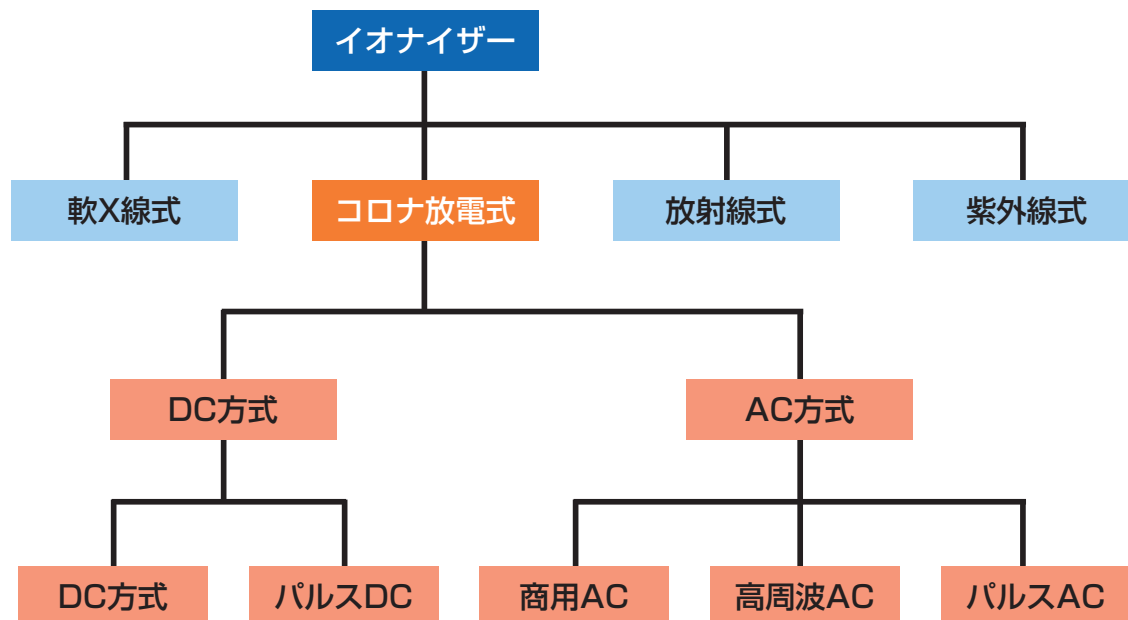 イオナイザー
軟X線式
コロナ放電式
放射線式
紫外線式
DC方式
AC方式
DC方式
パルスDC
商用AC
高周波AC
パルスAC